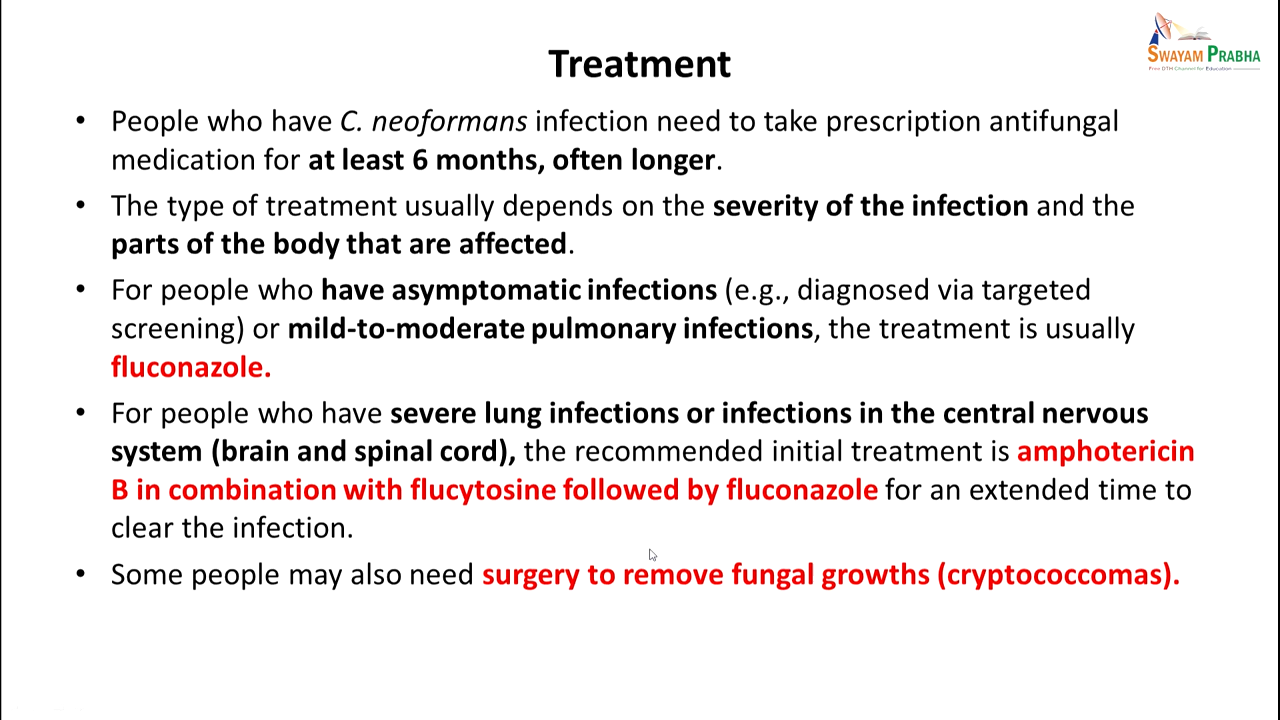 SWAYAM PRABHA
Free DTH Channel for Education
Treatment
• People who have C. neoformans infection need to take prescription antifungal
medication for at least 6 months, often longer.
• The type of treatment usually depends on the severity of the infection and the
parts of the body that are affected.
• For people who have asymptomatic infections (e.g., diagnosed via targeted
screening) or mild-to-moderate pulmonary infections, the treatment is usually
fluconazole.
• For people who have severe lung infections or infections in the central nervous
system (brain and spinal cord), the recommended initial treatment is amphotericin
B in combination with flucytosine followed by fluconazole for an extended time to
clear the infection.
• Some people may also need surgery to remove fungal growths (cryptococcomas).